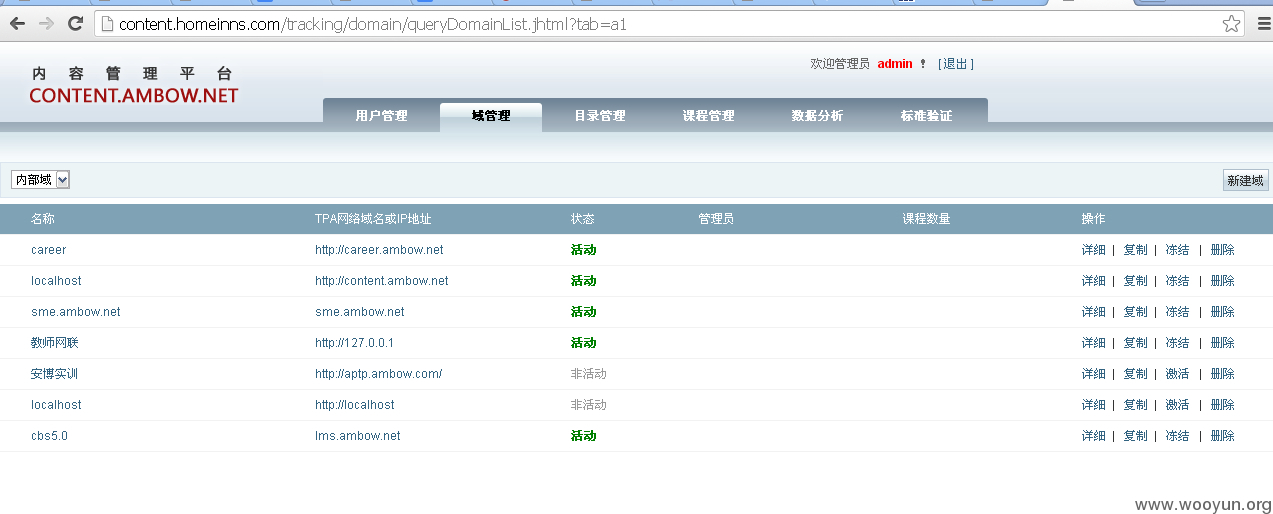 content.homeinns.com/tracking/domain/queryDomainList.jhtml?tab=a1
欢迎管理员 admin ！ [退出]
内容管理平台
CONTENT.AMBOW.NET
用户管理 域管理 目录管理 课程管理 数据分析 标准验证
内部域 新建域
名称 TPA网络域名或IP地址 状态 管理员 课程数量 操作
career http://career.ambow.net 活动 详细 | 复制 | 冻结 | 删除
localhost http://content.ambow.net 活动 详细 | 复制 | 冻结 | 删除
sme.ambow.net sme.ambow.net 活动 详细 | 复制 | 冻结 | 删除
教师网联 http://127.0.0.1 活动 详细 | 复制 | 冻结 | 删除
安博实训 http://aptp.ambow.com/ 非活动 详细 | 复制 | 激活 | 删除
localhost http://localhost 非活动 详细 | 复制 | 激活 | 删除
cbs5.0 lms.ambow.net 活动 详细 | 复制 | 冻结 | 删除
www.wooyun.org